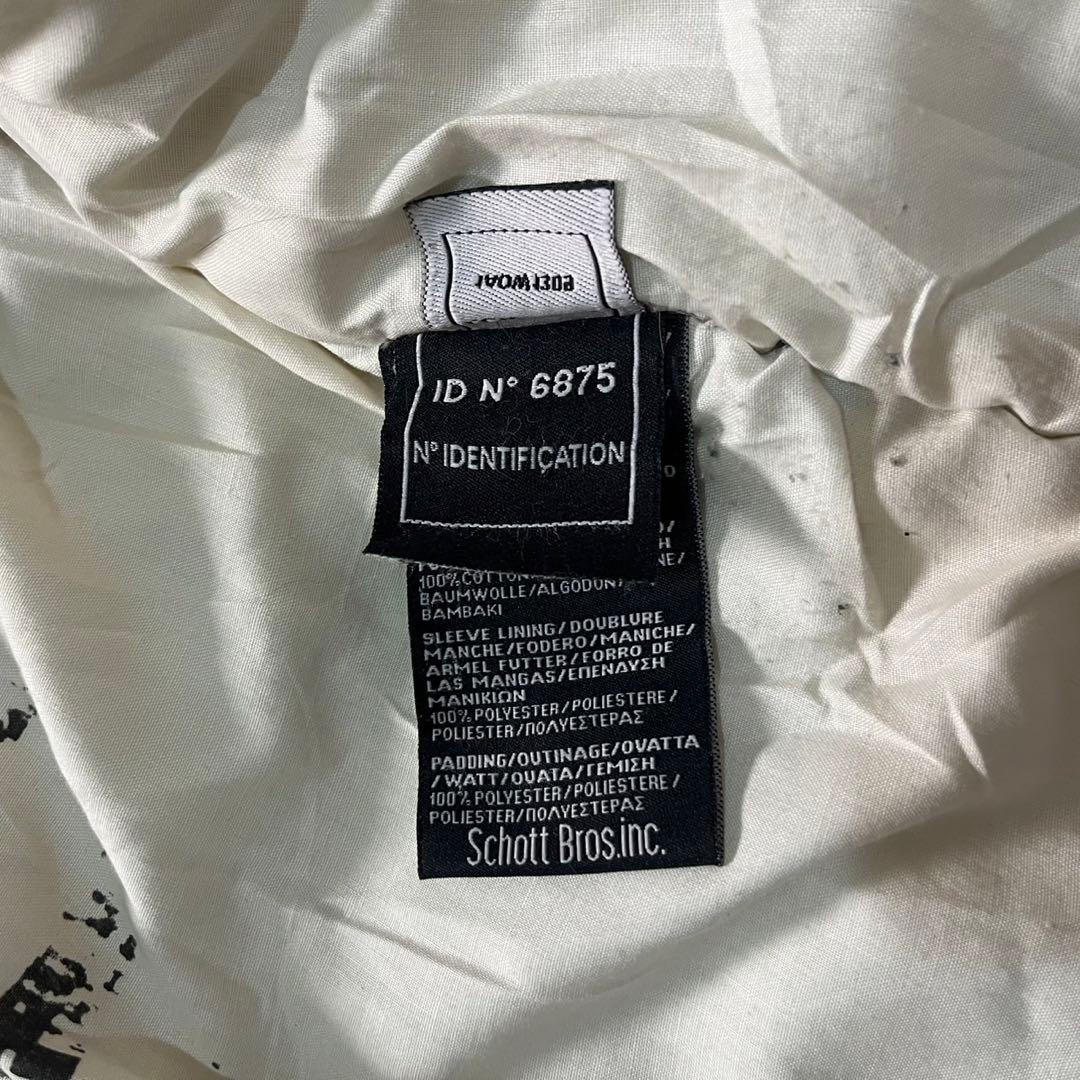 ID N° 6875
N° IDENTIFICATION
NE/
100% COTTON
BAUMWOLLE/ALGODON/
BAMBAKI
SLEEVE LINING/DOUBLURE
MANCHE/FODERO/MANICHE/
ARMEL FUTTER/FORRO DE
LAS MANGAS/ΕΠΕΝΔΥΣΗ
ΜΑΝΙΚΙΩΝ
100% POLYESTER/POLIESTERE/
POLIESTER/ΠΟΛΥΕΣΤΕΡΑΣ
PADDING/OUTINAGE/OVATTA
/WATT/OUATA/ΓΕΜΙΣΗ
100% POLYESTER/POLIESTERE/
POLIESTER/ΠΟΛΥΕΣΤΕΡΑΣ
Schott Bros.inc.